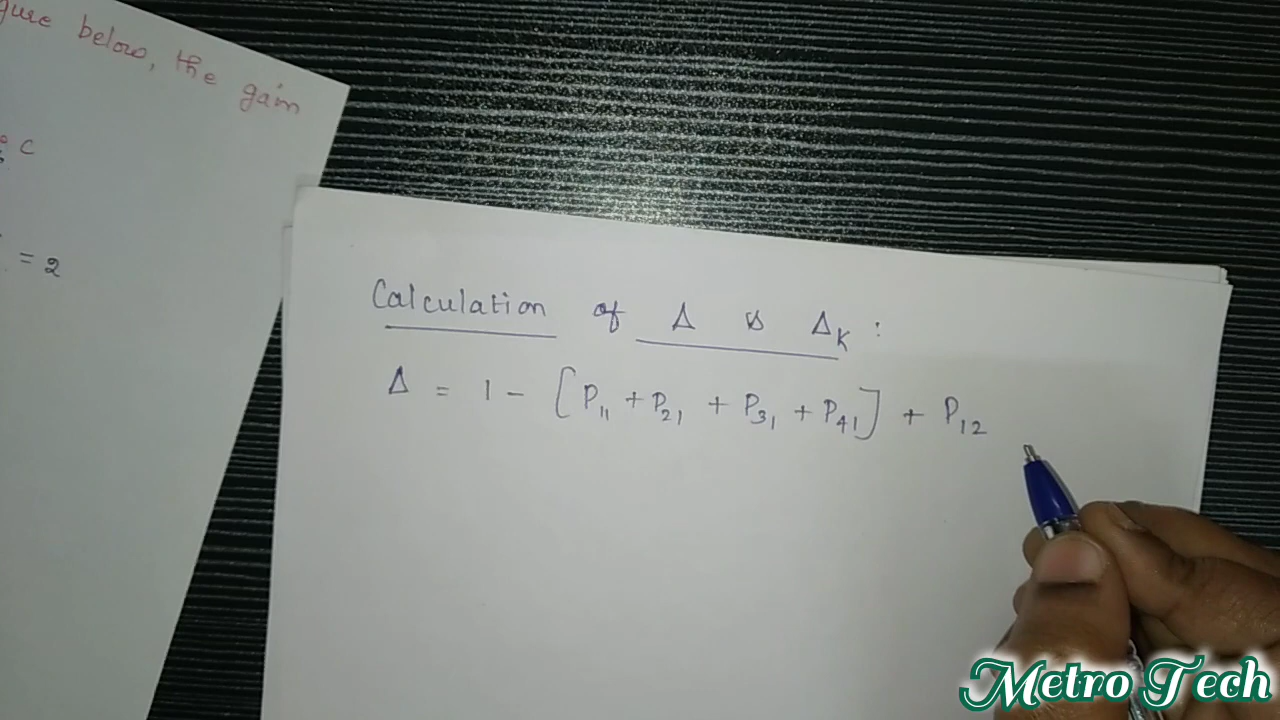 gure below, the gain
C
= 2
Calculation of Δ & ΔK :
Δ = 1 - [P11 + P21 + P31 + P41] + P12
Metro Tech